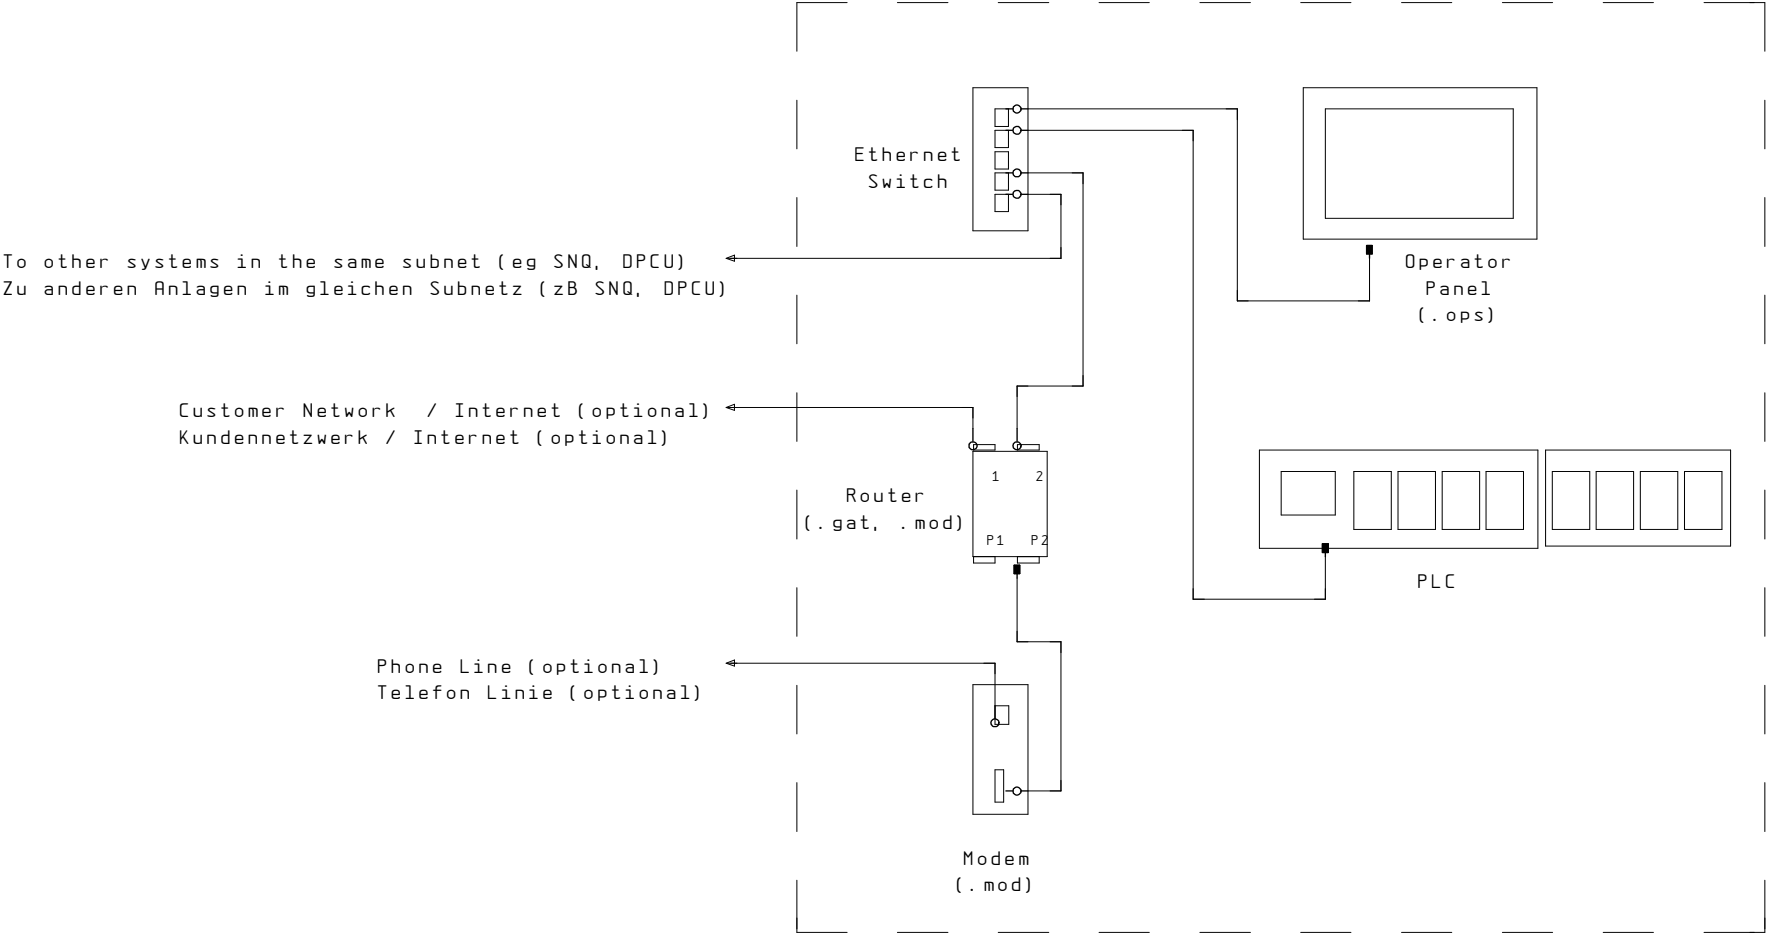 Ethernet
Switch
To other systems in the same subnet (eg SNQ, DPCU)
Zu anderen Anlagen im gleichen Subnetz (zB SNQ, DPCU)
Operator
Panel
(.ops)
Customer Network / Internet (optional)
Kundennetzwerk / Internet (optional)
1 2
Router
(.gat, .mod)
P1 P2
PLC
Phone Line (optional)
Telefon Linie (optional)
Modem
(.mod)